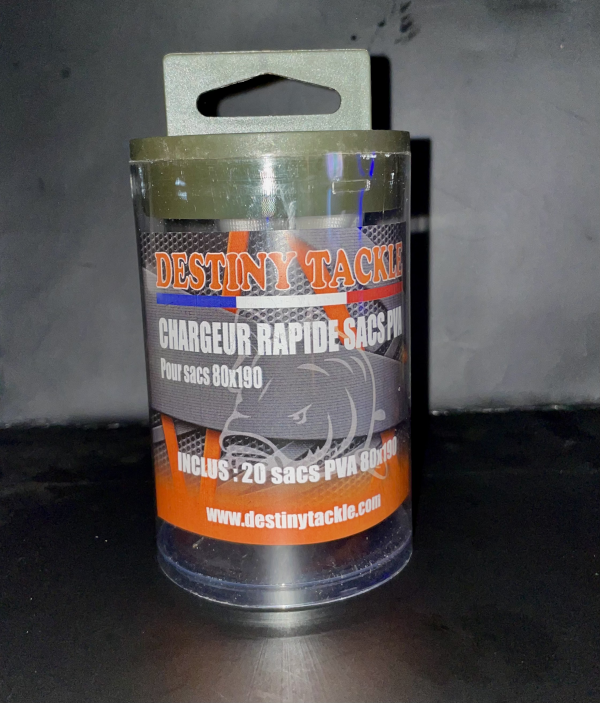 DESTINY TACKLE
CHARGEUR RAPIDE SACS PVA
Pour sacs 80x190
INCLUS : 20 sacs PVA 80x190
www.destinytackle.com